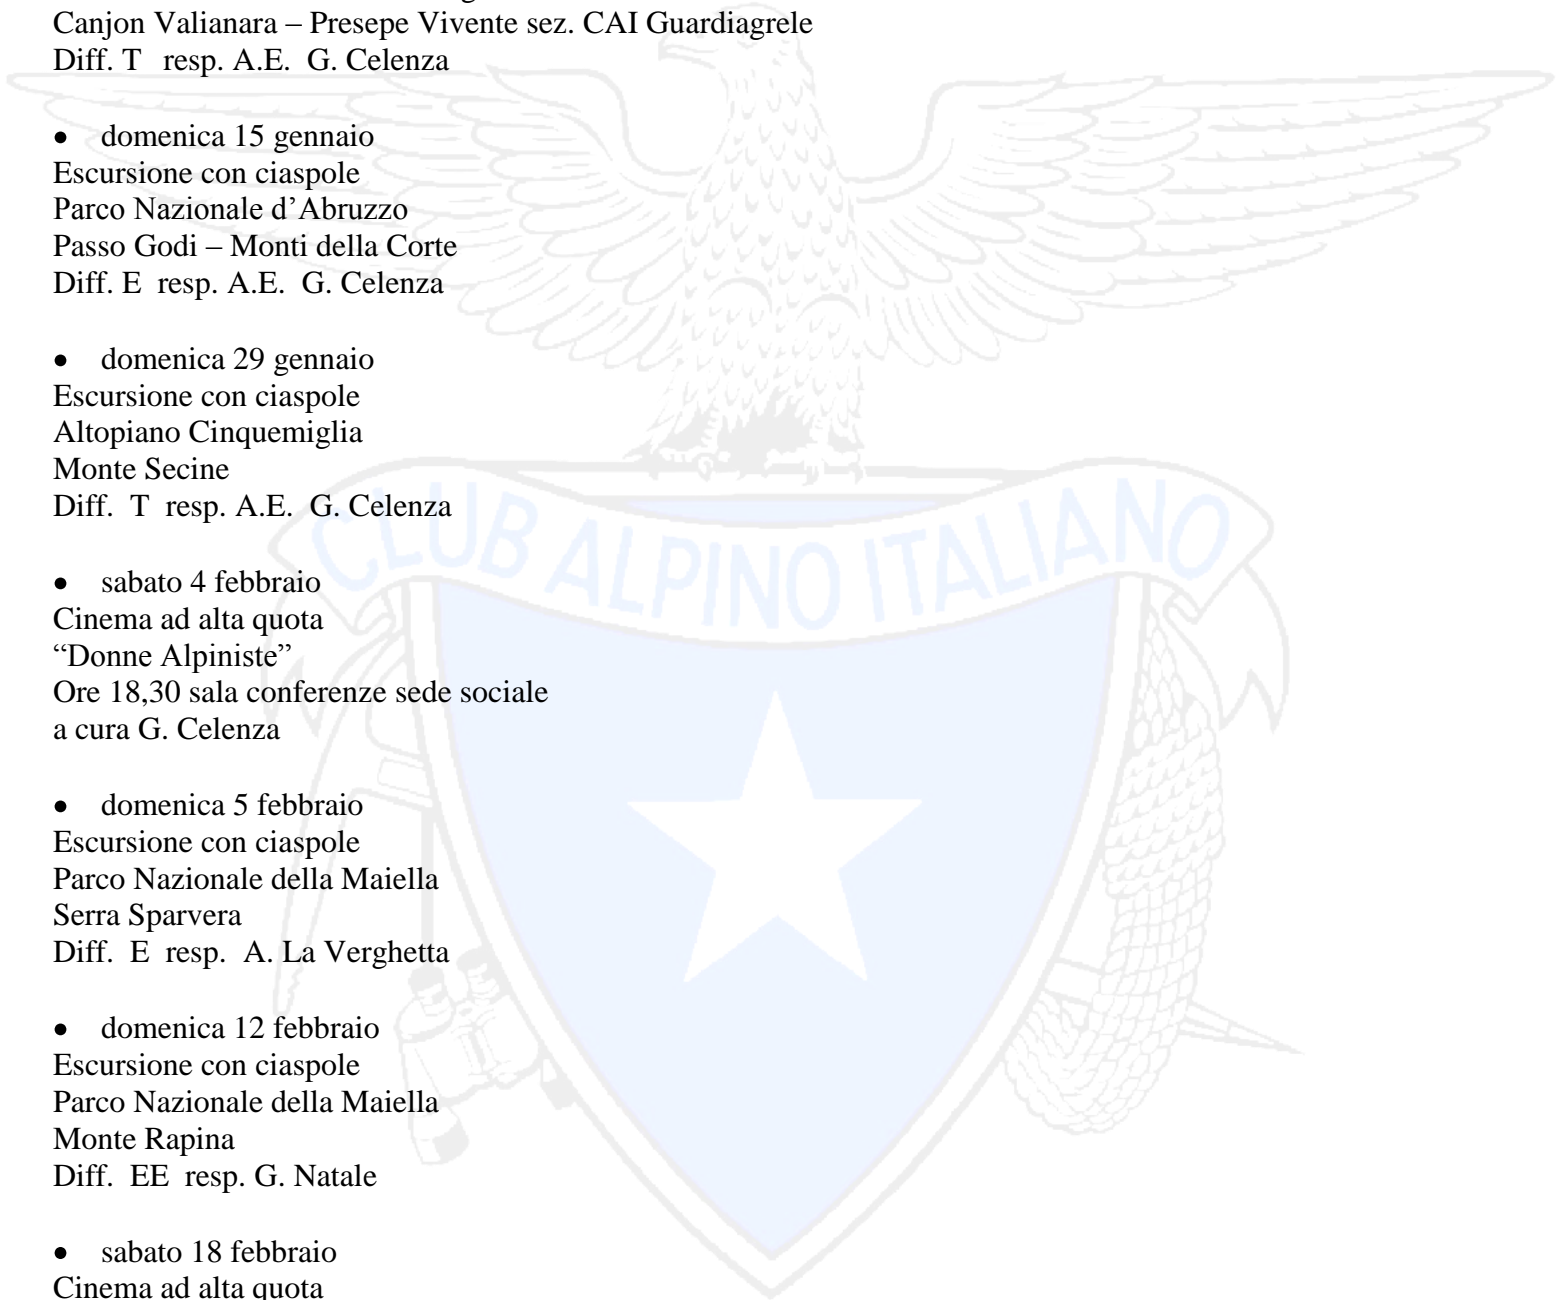 Canjon Valianara – Presepe Vivente sez. CAI Guardiagrele
Diff. T resp. A.E. G. Celenza
• domenica 15 gennaio
Escursione con ciaspole
Parco Nazionale d’Abruzzo
Passo Godi – Monti della Corte
Diff. E resp. A.E. G. Celenza
• domenica 29 gennaio
Escursione con ciaspole
Altopiano Cinquemiglia
Monte Secine
Diff. T resp. A.E. G. Celenza
CLUB ALPINO ITALIANO
• sabato 4 febbraio
Cinema ad alta quota
“Donne Alpiniste”
Ore 18,30 sala conferenze sede sociale
a cura G. Celenza
• domenica 5 febbraio
Escursione con ciaspole
Parco Nazionale della Maiella
Serra Sparvera
Diff. E resp. A. La Verghetta
• domenica 12 febbraio
Escursione con ciaspole
Parco Nazionale della Maiella
Monte Rapina
Diff. EE resp. G. Natale
• sabato 18 febbraio
Cinema ad alta quota